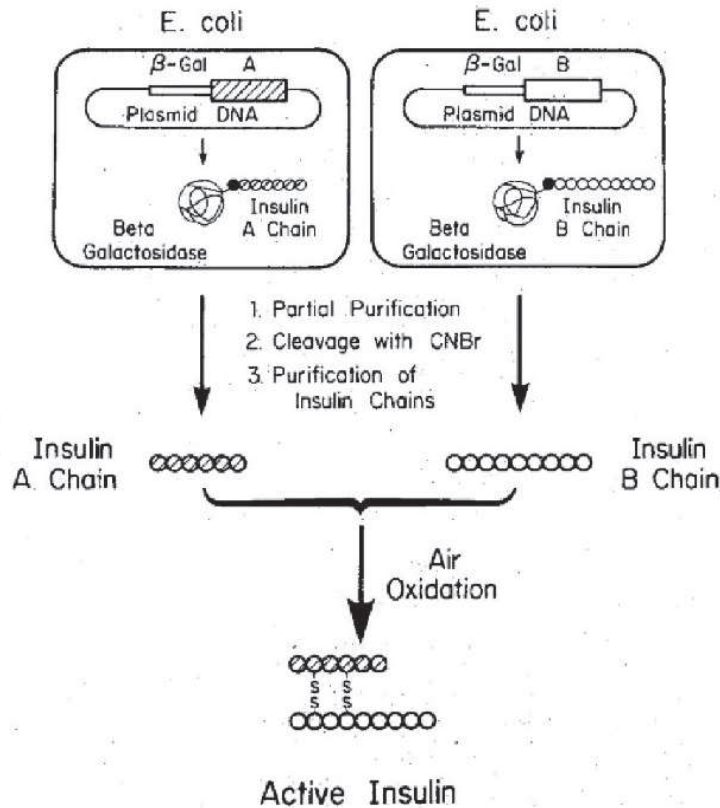 E. coli
β-Gal A
Plasmid DNA
Insulin
A Chain
Beta
Galactosidase
E. coli
β-Gal B
Plasmid DNA
Insulin
B Chain
Beta
Galactosidase
1. Partial Purification
2. Cleavage with CNBr
3. Purification of
Insulin Chains
Insulin
A Chain
Insulin
B Chain
Air
Oxidation
S S
S S
Active Insulin